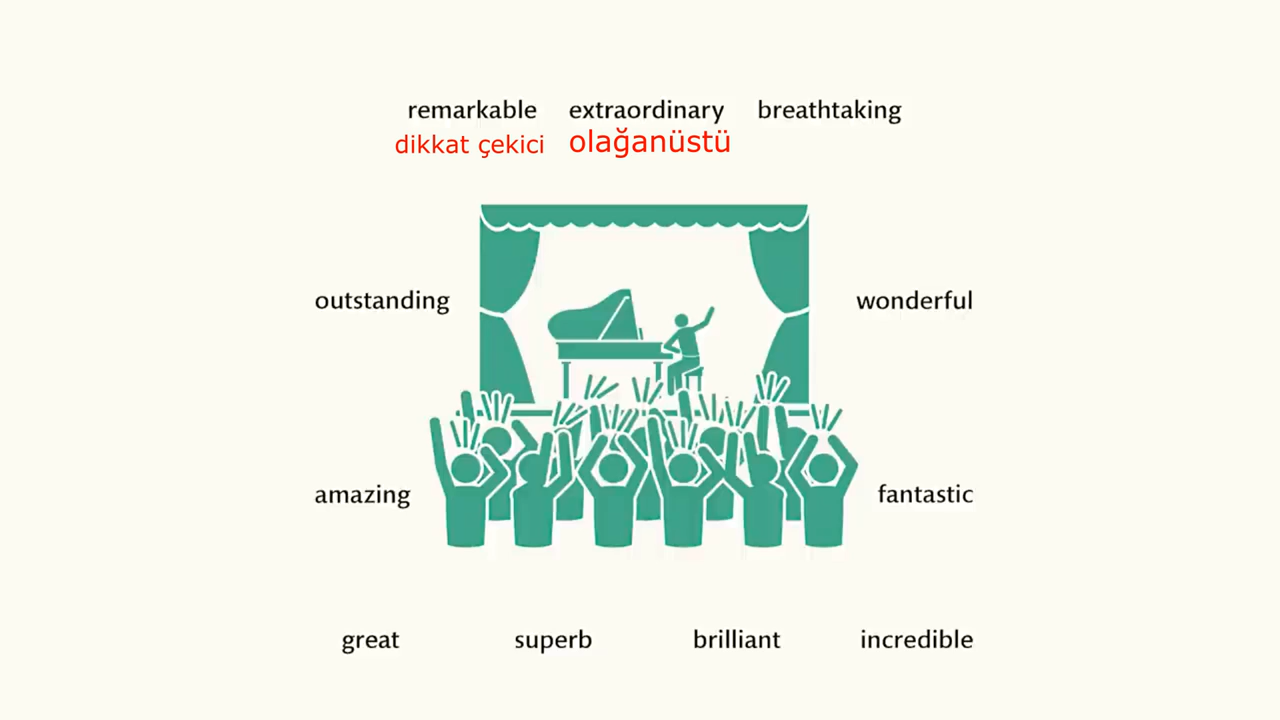 remarkable extraordinary breathtaking
dikkat çekici olağanüstü
outstanding wonderful
amazing fantastic
great superb brilliant incredible